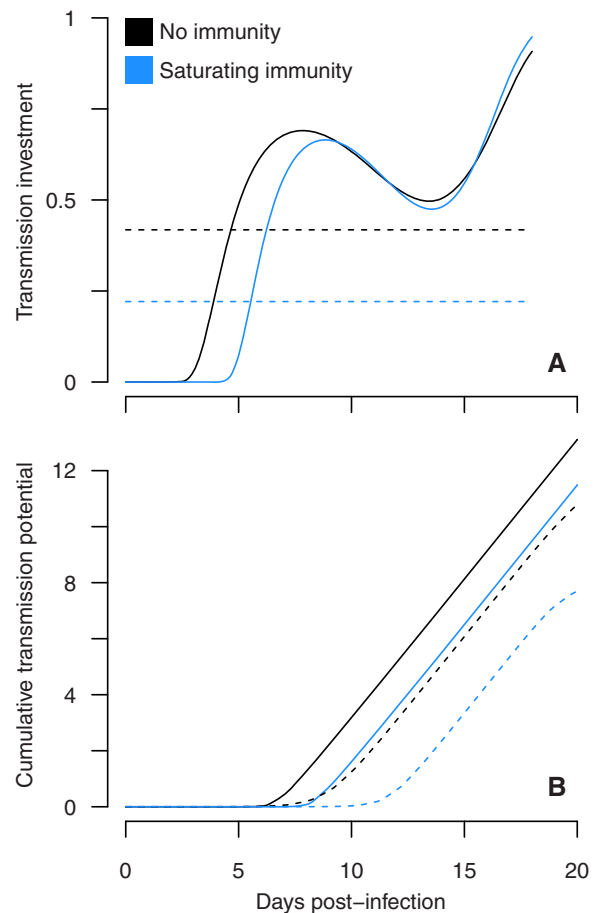 No immunity
Saturating immunity
Transmission investment
1
0.5
0
A
Cumulative transmission potential
12
8
4
0
B
0 5 10 15 20
Days post−infection